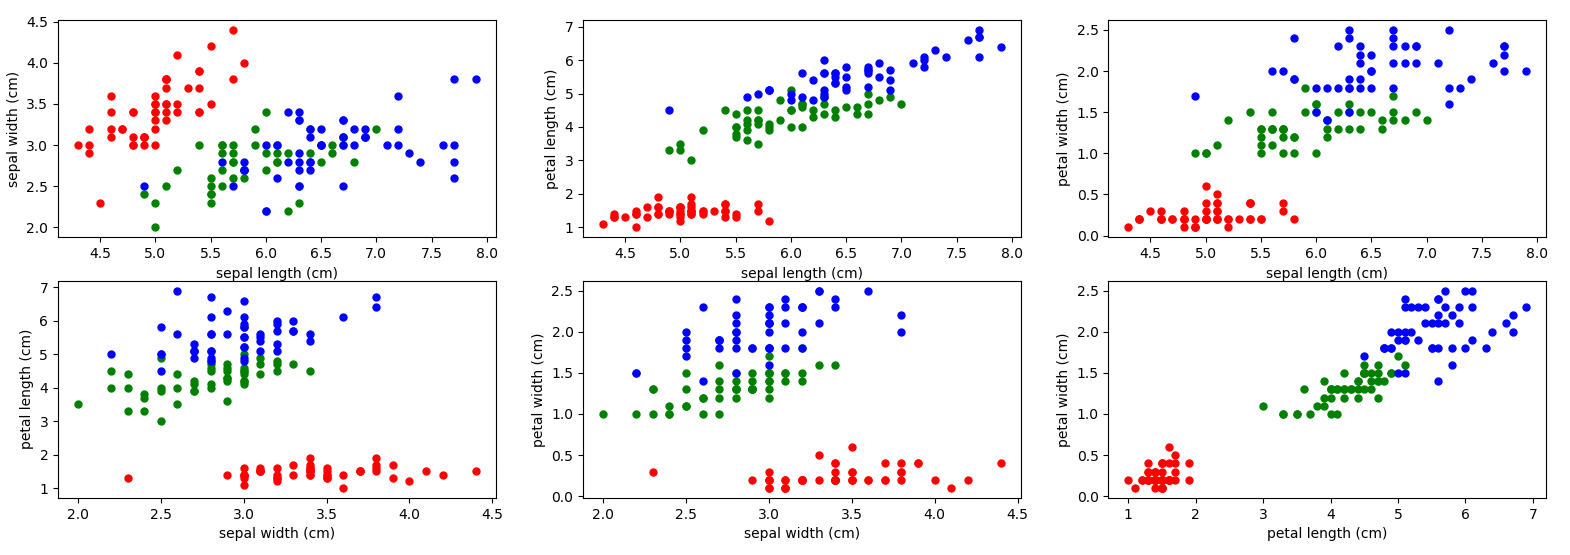 4.5
4.0
3.5
3.0
2.5
2.0
sepal width (cm)
4.5 5.0 5.5 6.0 6.5 7.0 7.5 8.0
sepal length (cm)
7
6
5
4
3
2
1
petal length (cm)
4.5 5.0 5.5 6.0 6.5 7.0 7.5 8.0
sepal length (cm)
2.5
2.0
1.5
1.0
0.5
0.0
petal width (cm)
4.5 5.0 5.5 6.0 6.5 7.0 7.5 8.0
sepal length (cm)
7
6
5
4
3
2
1
petal length (cm)
2.0 2.5 3.0 3.5 4.0 4.5
sepal width (cm)
2.5
2.0
1.5
1.0
0.5
0.0
petal width (cm)
2.0 2.5 3.0 3.5 4.0 4.5
sepal width (cm)
2.5
2.0
1.5
1.0
0.5
0.0
petal width (cm)
1 2 3 4 5 6 7
petal length (cm)